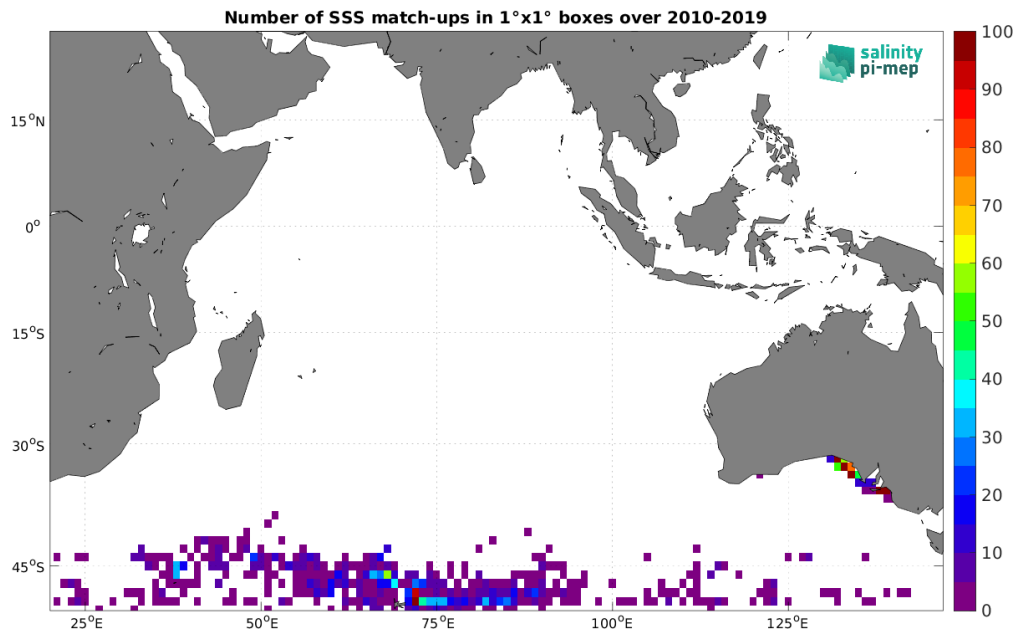 Number of SSS match-ups in 1°x1° boxes over 2010-2019
salinity
pi-mep
15°N
0°
15°S
30°S
45°S
25°E
50°E
75°E
100°E
125°E
100
90
80
70
60
50
40
30
20
10
0